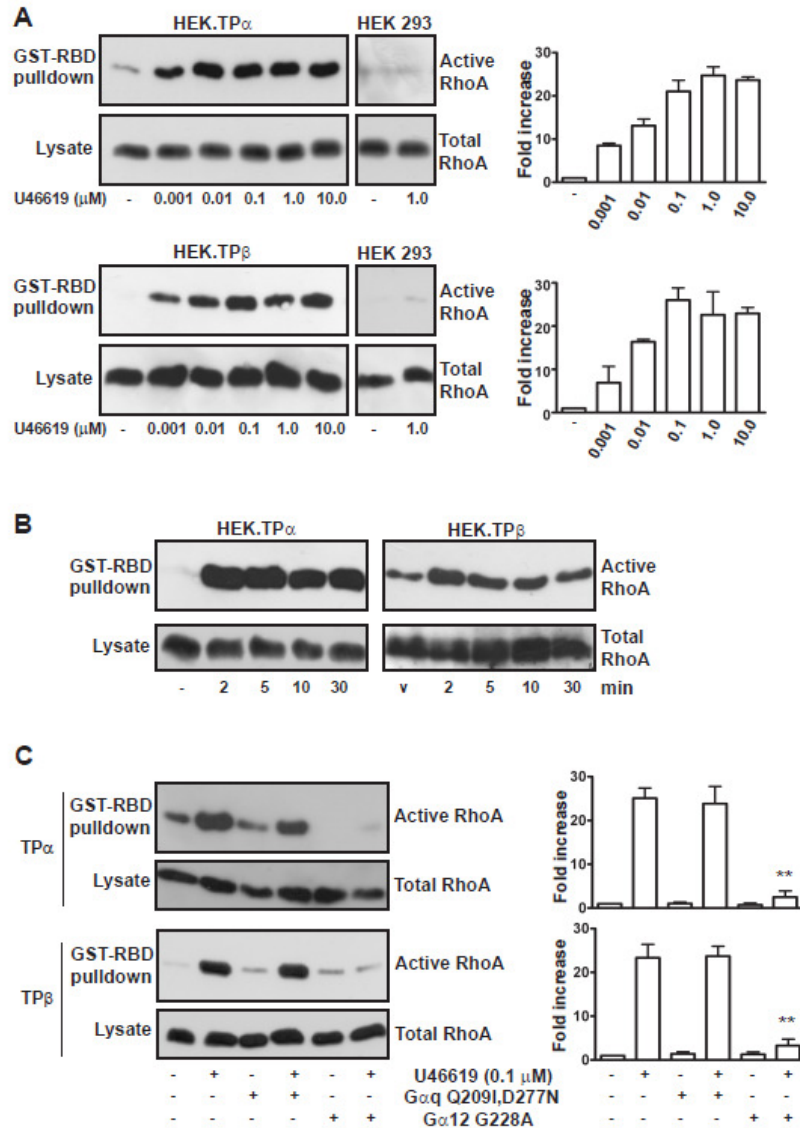 A
HEK.TPα
HEK 293
GST-RBD
pulldown
Active
RhoA
Lysate
Total
RhoA
U46619 (μM)
- 0.001 0.01 0.1 1.0 10.0
- 1.0
Fold increase
30
20
10
0
- 0.001 0.01 0.1 1.0 10.0
HEK.TPβ
HEK 293
GST-RBD
pulldown
Active
RhoA
Lysate
Total
RhoA
U46619 (μM)
- 0.001 0.01 0.1 1.0 10.0
- 1.0
Fold increase
30
20
10
0
- 0.001 0.01 0.1 1.0 10.0
B
HEK.TPα
HEK.TPβ
GST-RBD
pulldown
Active
RhoA
Lysate
Total
RhoA
- 2 5 10 30
v 2 5 10 30 min
C
TPα
GST-RBD
pulldown
Active RhoA
Lysate
Total RhoA
Fold increase
30
20
10
0
**
TPβ
GST-RBD
pulldown
Active RhoA
Lysate
Total RhoA
Fold increase
30
20
10
0
**
- + - + - + U46619 (0.1 μM) - + - + - +
- - + + - - Gαq Q209I,D277N - - + + - -
- - - - + + Gα12 G228A - - - - + +